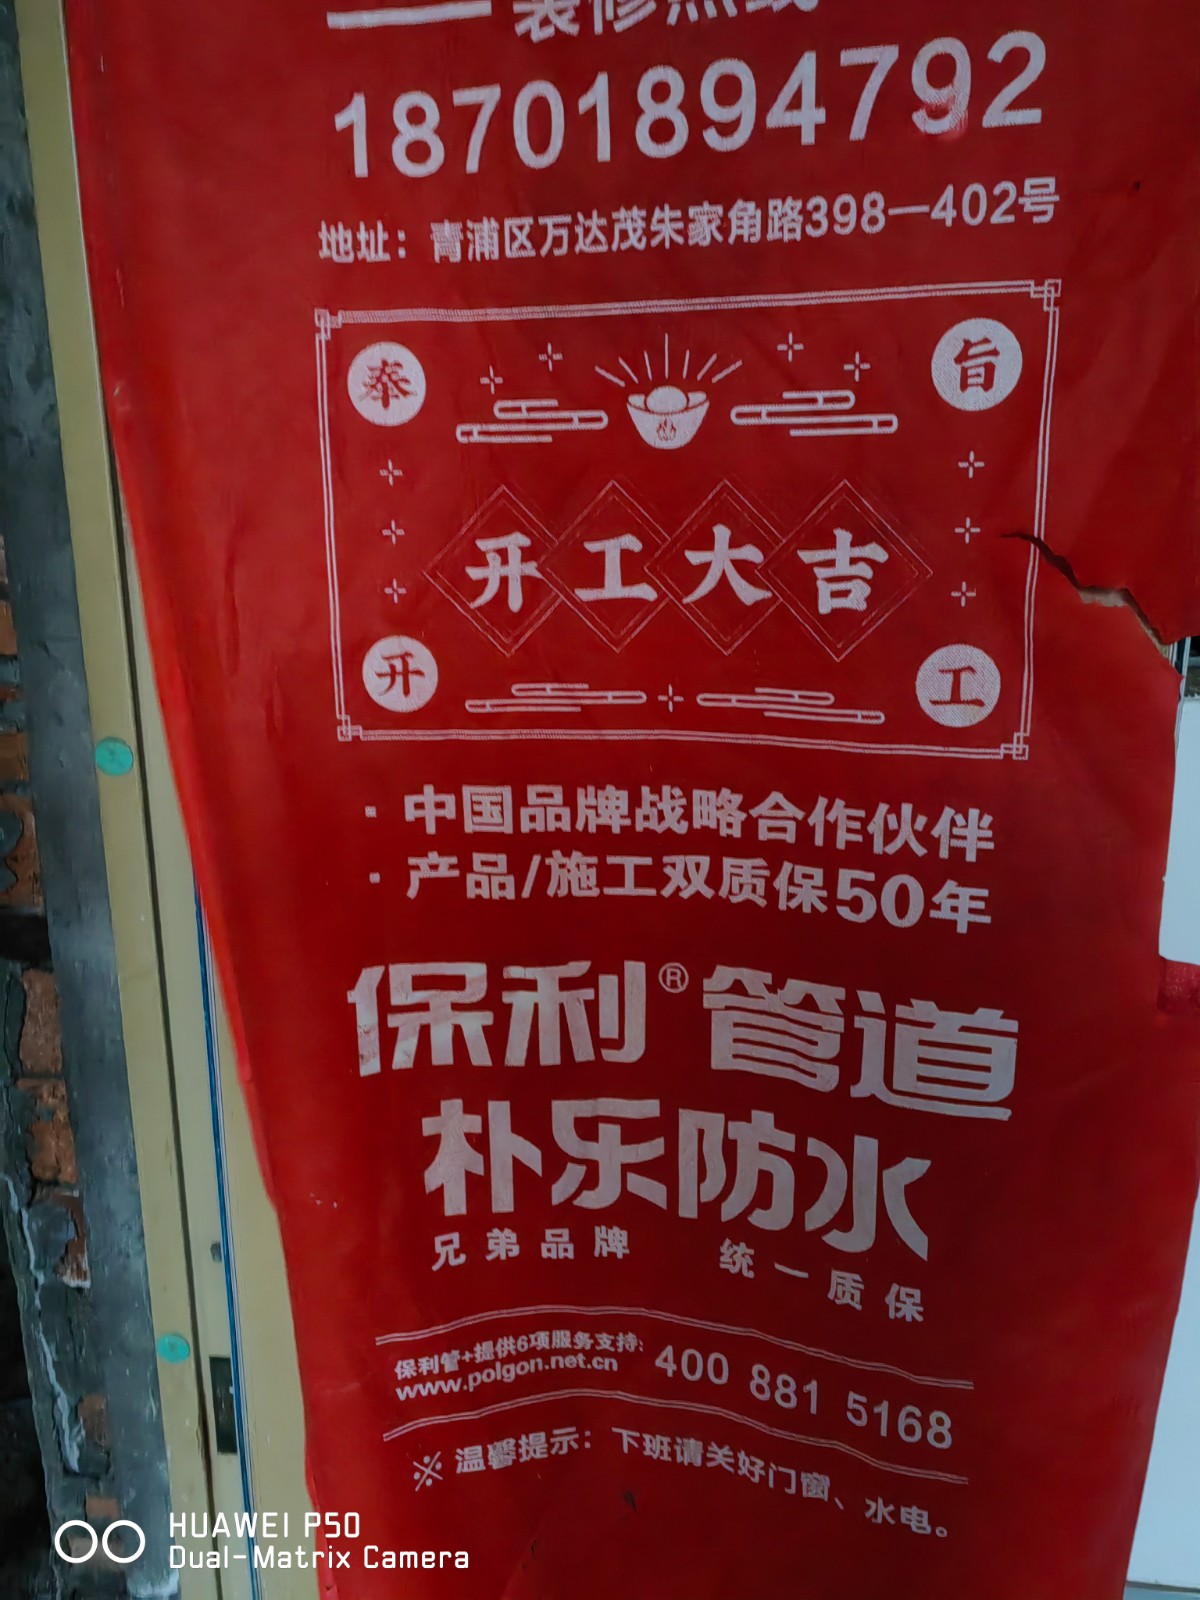 装修热线
18701894792
地址：青浦区万达茂朱家角路398—402号
奉 旨
开工大吉
开 工
· 中国品牌战略合作伙伴
· 产品/施工双质保50年
保利®管道
朴乐防水
兄弟品牌 统一质保
保利管+提供6项服务支持:
www.polgon.net.cn
400 881 5168
※ 温馨提示：下班请关好门窗、水电。
HUAWEI P50
Dual-Matrix Camera